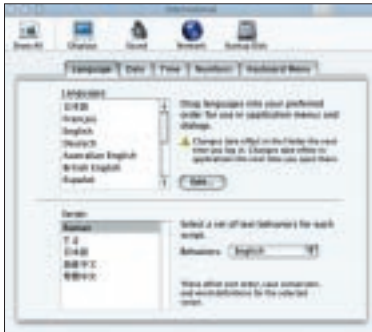 International
Show All Displays Sound Network Startup Disk
Language Date Time Numbers Keyboard Menu
Languages
日本語
Français
English
Deutsch
Australian English
British English
Español
Drag languages into your preferred
order for use in application menus and
dialogs.
Changes take effect in the Finder the next
time you log in. Changes take effect in
applications the next time you open them.
Edit...
Script
Roman
日本語
Select a set of text behaviors for each
script.
Behaviors: English
These affect sort order, case conversion,
and word definitions for the selected
script.